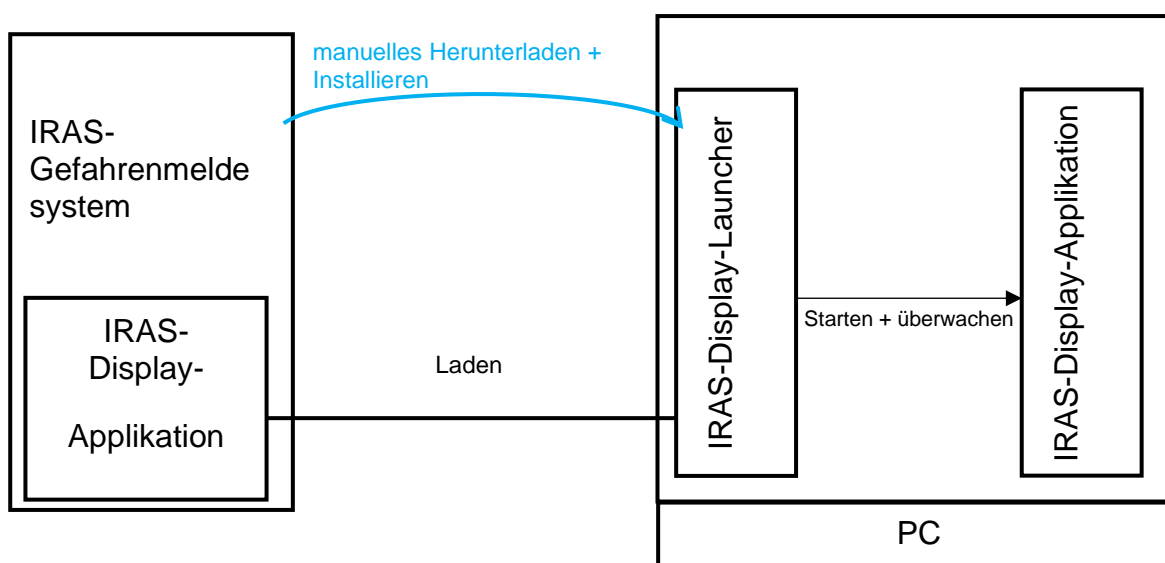 manuelles Herunterladen +
Installieren
IRAS-
Gefahrenmelde
system
IRAS-
Display-
Applikation
Laden
IRAS-Display-Launcher
Starten + überwachen
IRAS-Display-Applikation
PC